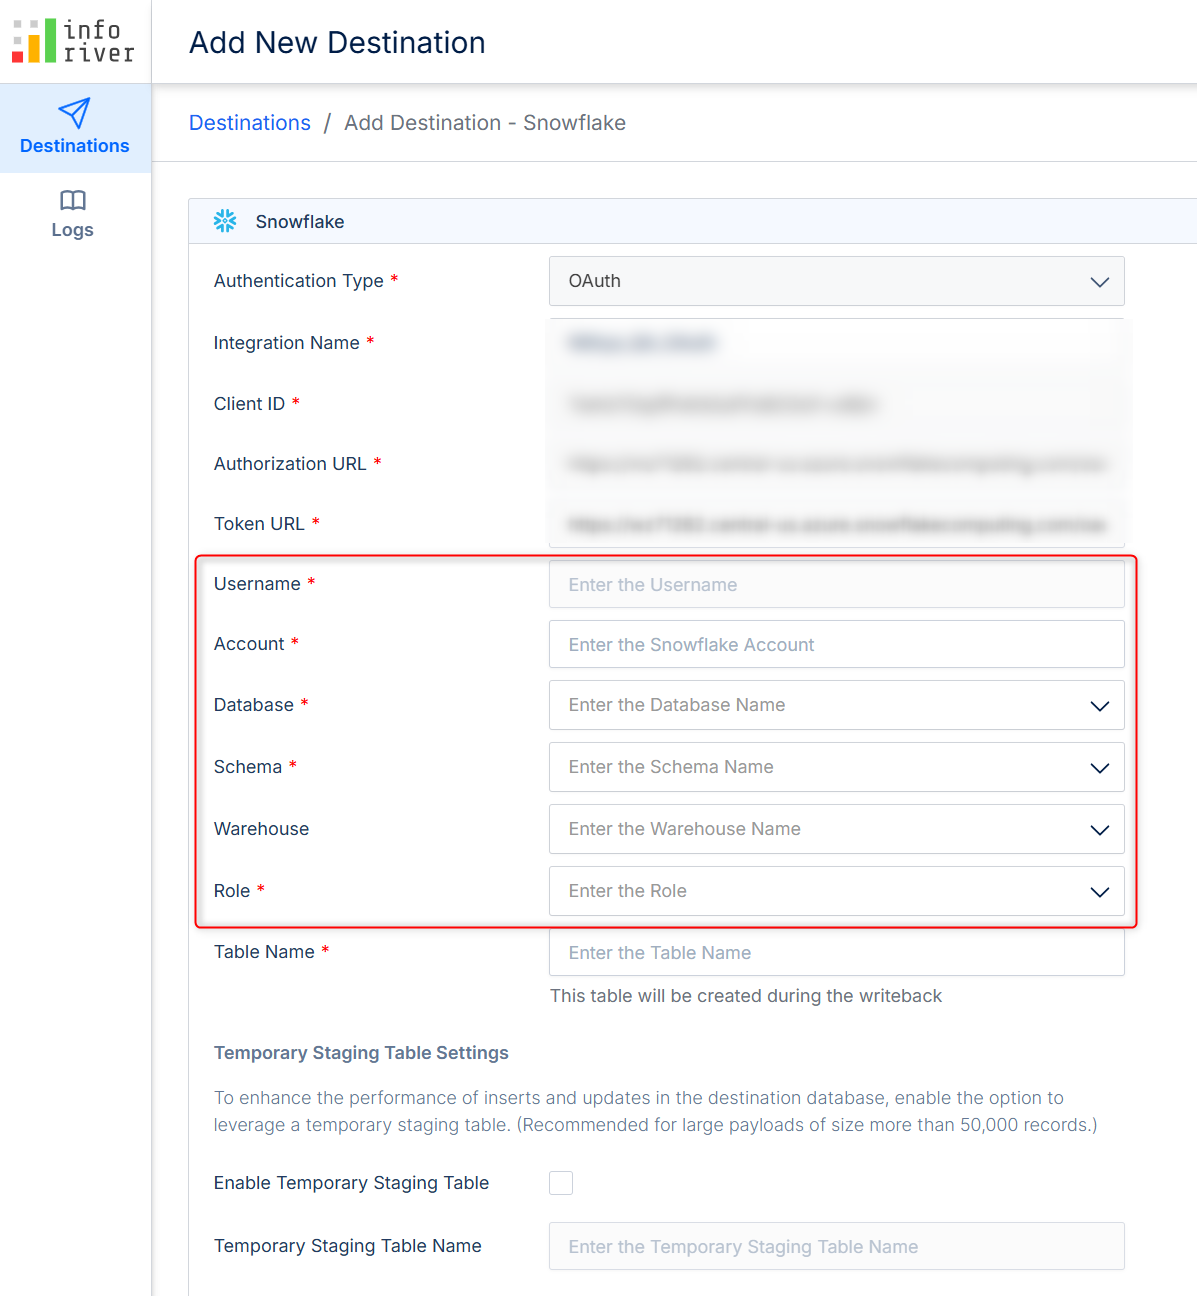 info
river
Add New Destination
Destinations
Destinations / Add Destination - Snowflake
Logs
Snowflake
Authentication Type *
OAuth
Integration Name *
Client ID *
Authorization URL *
Token URL *
Username *
Enter the Username
Account *
Enter the Snowflake Account
Database *
Enter the Database Name
Schema *
Enter the Schema Name
Warehouse
Enter the Warehouse Name
Role *
Enter the Role
Table Name *
Enter the Table Name
This table will be created during the writeback
Temporary Staging Table Settings
To enhance the performance of inserts and updates in the destination database, enable the option to
leverage a temporary staging table. (Recommended for large payloads of size more than 50,000 records.)
Enable Temporary Staging Table
Temporary Staging Table Name
Enter the Temporary Staging Table Name